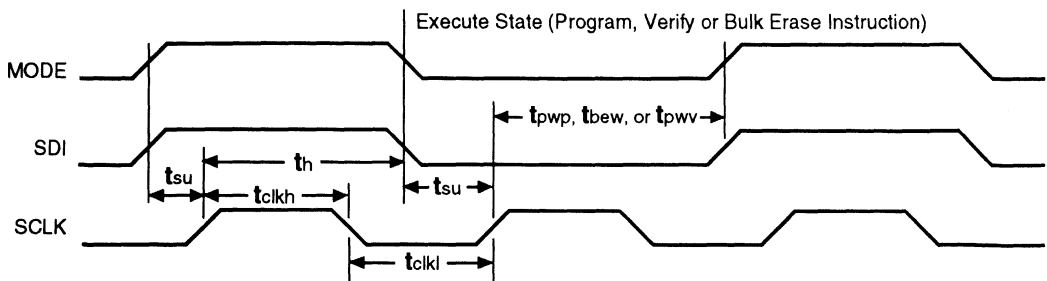 Execute State (Program, Verify or Bulk Erase Instruction)
MODE
tpwp, tbew, or tpwv
SDI
tsu
th
tclkh
tsu
SCLK
tclkl